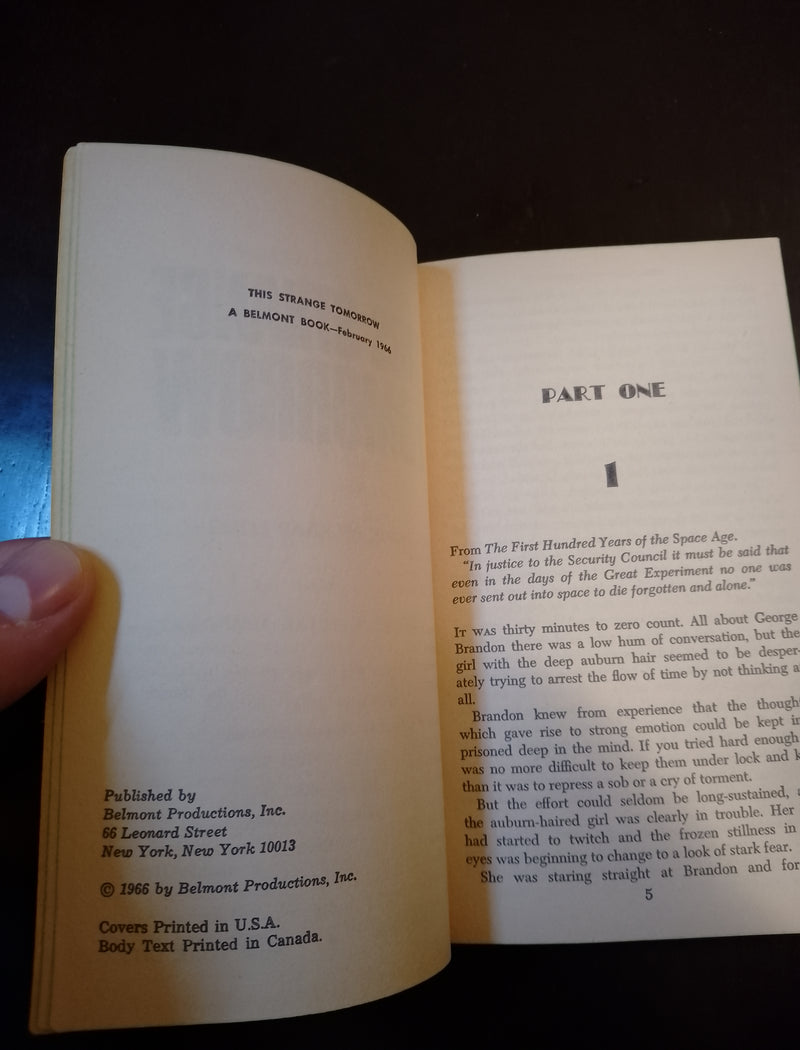 THIS STRANGE TOMORROW
A BELMONT BOOK—February 1966
Published by
Belmont Productions, Inc.
66 Leonard Street
New York, New York 10013
© 1966 by Belmont Productions, Inc.
Covers Printed in U.S.A.
Body Text Printed in Canada.
PART ONE
1
From The First Hundred Years of the Space Age.
"In justice to the Security Council it must be said that
even in the days of the Great Experiment no one was
ever sent out into space to die forgotten and alone."
IT WAS thirty minutes to zero count. All about George
Brandon there was a low hum of conversation, but the
girl with the deep auburn hair seemed to be desper-
ately trying to arrest the flow of time by not thinking a
all.
Brandon knew from experience that the though
which gave rise to strong emotion could be kept i
prisoned deep in the mind. If you tried hard enough
was no more difficult to keep them under lock and k
than it was to repress a sob or a cry of torment.
But the effort could seldom be long-sustained,
the auburn-haired girl was clearly in trouble. Her
had started to twitch and the frozen stillness in
eyes was beginning to change to a look of stark fear.
She was staring straight at Brandon and for
5